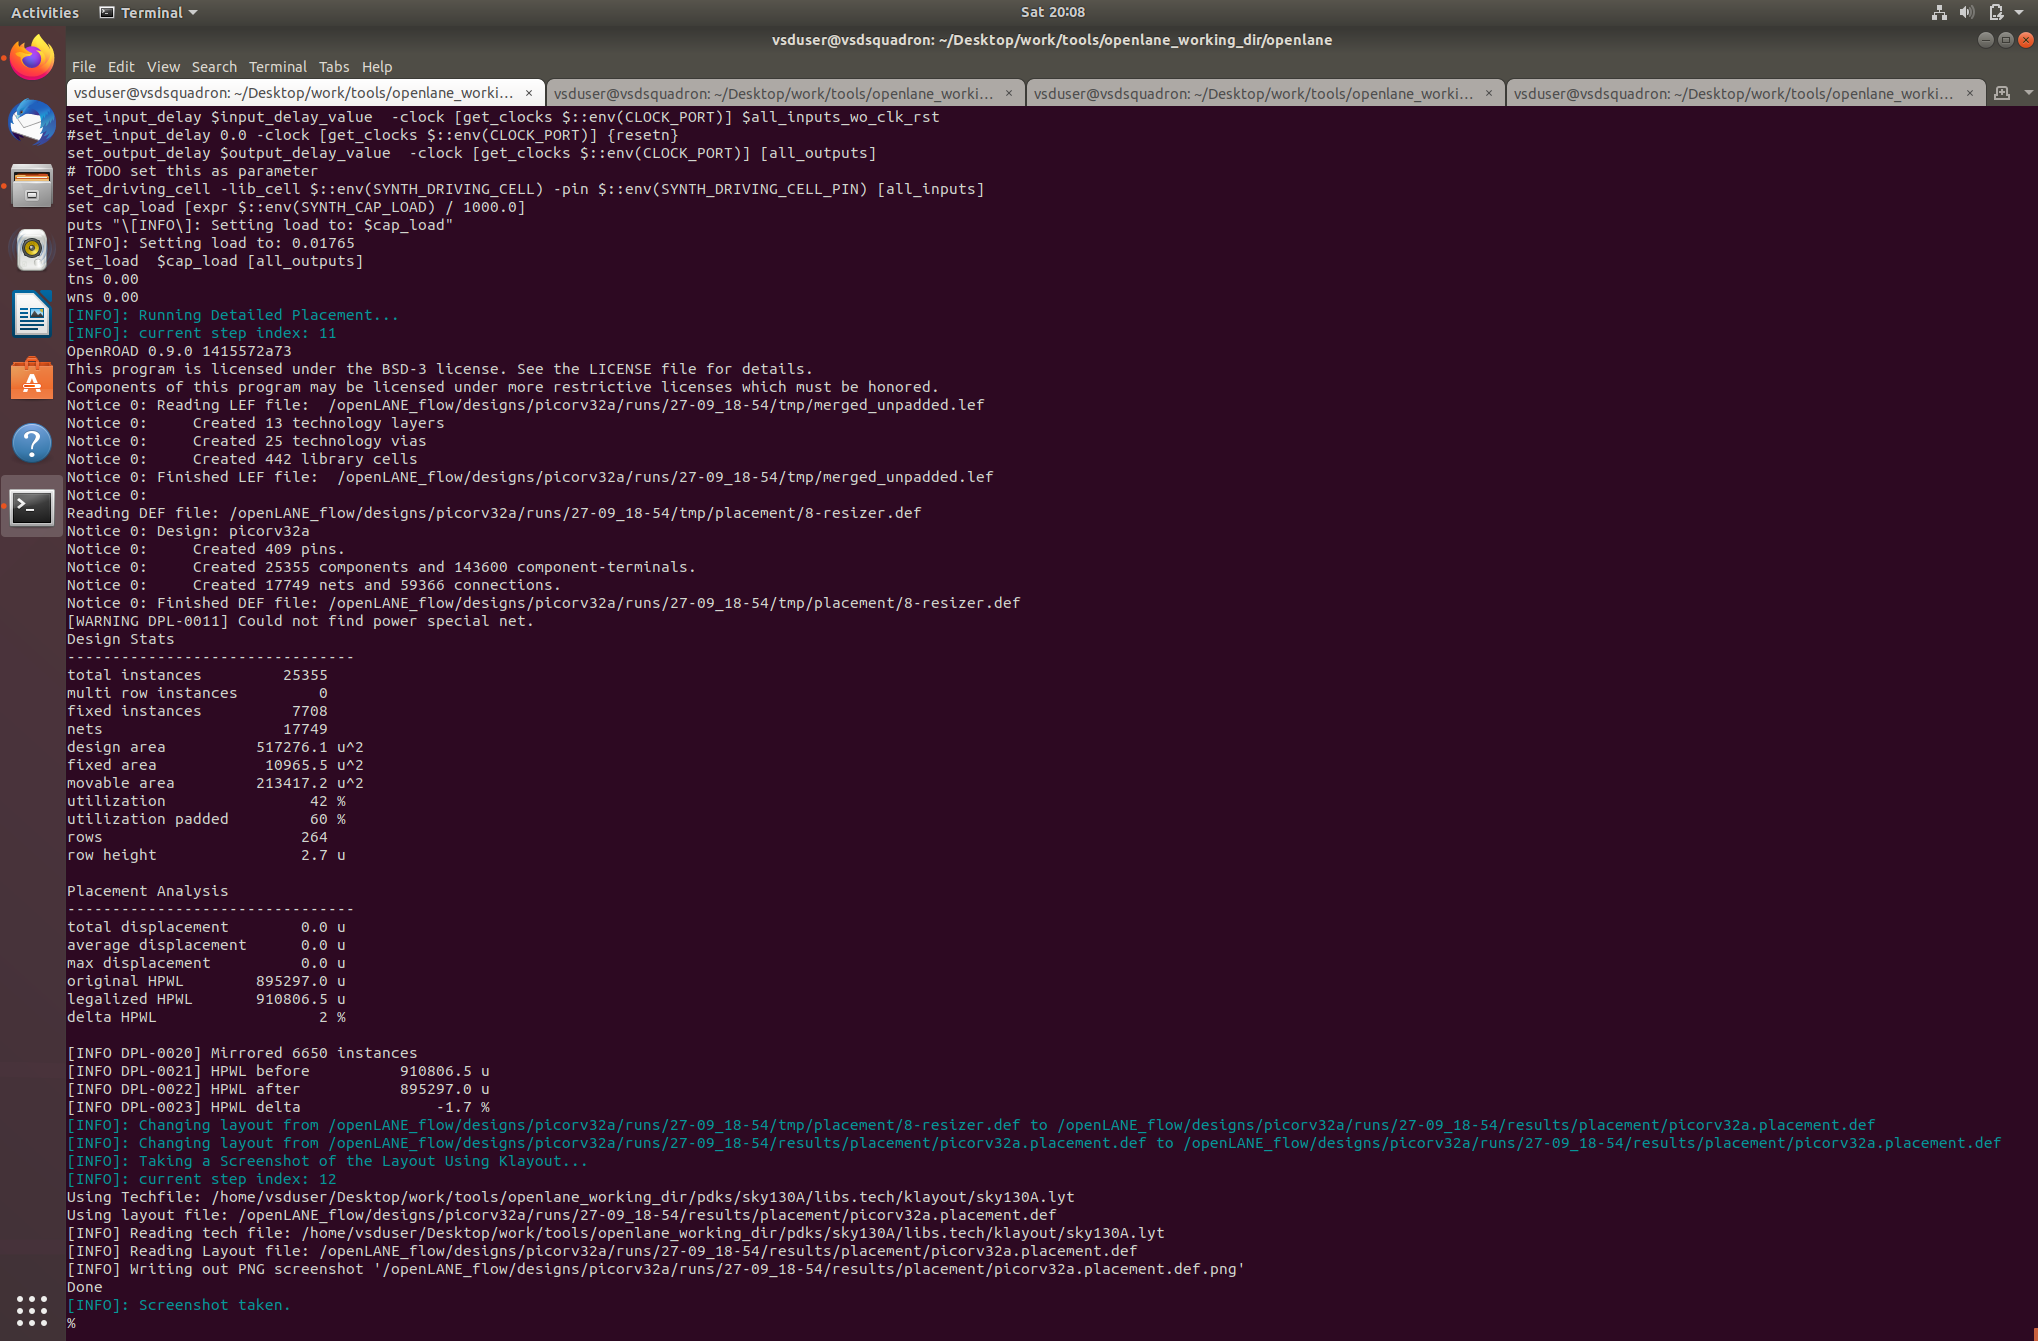 Activities
Terminal
Sat 20:08
vsduser@vsdsquadron: ~/Desktop/work/tools/openlane_working_dir/openlane
File Edit View Search Terminal Tabs Help
vsduser@vsdsquadron: ~/Desktop/work/tools/openlane_worki... ×
vsduser@vsdsquadron: ~/Desktop/work/tools/openlane_worki... ×
vsduser@vsdsquadron: ~/Desktop/work/tools/openlane_worki... ×
vsduser@vsdsquadron: ~/Desktop/work/tools/openlane_worki... ×
set_input_delay $input_delay_value  -clock [get_clocks $::env(CLOCK_PORT)] $all_inputs_wo_clk_rst
#set_input_delay 0.0 -clock [get_clocks $::env(CLOCK_PORT)] {resetn}
set_output_delay $output_delay_value  -clock [get_clocks $::env(CLOCK_PORT)] [all_outputs]
# TODO set this as parameter
set_driving_cell -lib_cell $::env(SYNTH_DRIVING_CELL) -pin $::env(SYNTH_DRIVING_CELL_PIN) [all_inputs]
set cap_load [expr $::env(SYNTH_CAP_LOAD) / 1000.0]
puts "\[INFO\]: Setting load to: $cap_load"
[INFO]: Setting load to: 0.01765
set_load  $cap_load [all_outputs]
tns 0.00
wns 0.00
[INFO]: Running Detailed Placement...
[INFO]: current step index: 11
OpenROAD 0.9.0 1415572a73
This program is licensed under the BSD-3 license. See the LICENSE file for details.
Components of this program may be licensed under more restrictive licenses which must be honored.
Notice 0: Reading LEF file:  /openLANE_flow/designs/picorv32a/runs/27-09_18-54/tmp/merged_unpadded.lef
Notice 0:     Created 13 technology layers
Notice 0:     Created 25 technology vias
Notice 0:     Created 442 library cells
Notice 0: Finished LEF file:  /openLANE_flow/designs/picorv32a/runs/27-09_18-54/tmp/merged_unpadded.lef
Notice 0:
Reading DEF file: /openLANE_flow/designs/picorv32a/runs/27-09_18-54/tmp/placement/8-resizer.def
Notice 0: Design: picorv32a
Notice 0:     Created 409 pins.
Notice 0:     Created 25355 components and 143600 component-terminals.
Notice 0:     Created 17749 nets and 59366 connections.
Notice 0: Finished DEF file: /openLANE_flow/designs/picorv32a/runs/27-09_18-54/tmp/placement/8-resizer.def
[WARNING DPL-0011] Could not find power special net.
Design Stats
--------------------------------
total instances         25355
multi row instances         0
fixed instances          7708
nets                    17749
design area          517276.1 u^2
fixed area            10965.5 u^2
movable area         213417.2 u^2
utilization                42 %
utilization padded         60 %
rows                      264
row height                2.7 u
Placement Analysis
--------------------------------
total displacement        0.0 u
average displacement      0.0 u
max displacement          0.0 u
original HPWL        895297.0 u
legalized HPWL       910806.5 u
delta HPWL                  2 %
[INFO DPL-0020] Mirrored 6650 instances
[INFO DPL-0021] HPWL before          910806.5 u
[INFO DPL-0022] HPWL after           895297.0 u
[INFO DPL-0023] HPWL delta               -1.7 %
[INFO]: Changing layout from /openLANE_flow/designs/picorv32a/runs/27-09_18-54/tmp/placement/8-resizer.def to /openLANE_flow/designs/picorv32a/runs/27-09_18-54/results/placement/picorv32a.placement.def
[INFO]: Changing layout from /openLANE_flow/designs/picorv32a/runs/27-09_18-54/results/placement/picorv32a.placement.def to /openLANE_flow/designs/picorv32a/runs/27-09_18-54/results/placement/picorv32a.placement.def
[INFO]: Taking a Screenshot of the Layout Using Klayout...
[INFO]: current step index: 12
Using Techfile: /home/vsduser/Desktop/work/tools/openlane_working_dir/pdks/sky130A/libs.tech/klayout/sky130A.lyt
Using layout file: /openLANE_flow/designs/picorv32a/runs/27-09_18-54/results/placement/picorv32a.placement.def
[INFO] Reading tech file: /home/vsduser/Desktop/work/tools/openlane_working_dir/pdks/sky130A/libs.tech/klayout/sky130A.lyt
[INFO] Reading Layout file: /openLANE_flow/designs/picorv32a/runs/27-09_18-54/results/placement/picorv32a.placement.def
[INFO] Writing out PNG screenshot '/openLANE_flow/designs/picorv32a/runs/27-09_18-54/results/placement/picorv32a.placement.def.png'
Done
[INFO]: Screenshot taken.
%